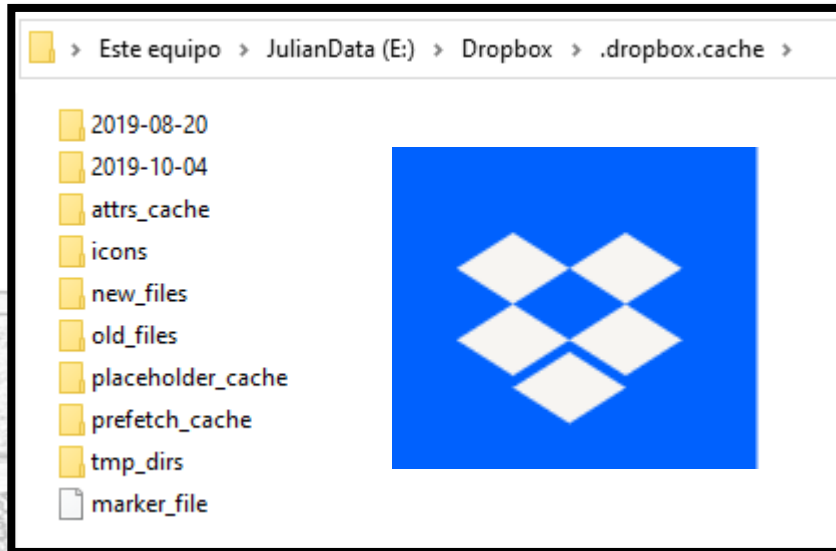 Este equipo > JulianData (E:) > Dropbox > .dropbox.cache >
2019-08-20
2019-10-04
attrs_cache
icons
new_files
old_files
placeholder_cache
prefetch_cache
tmp_dirs
marker_file